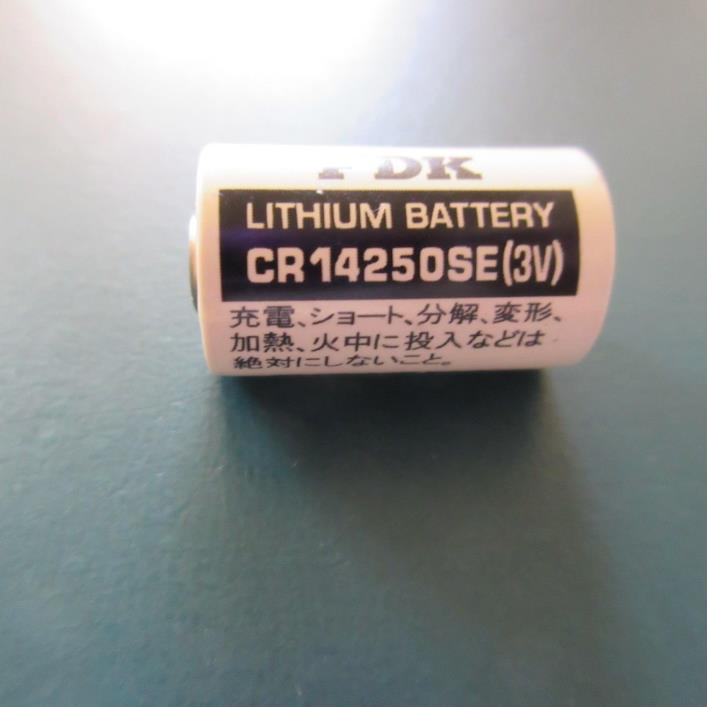 FDK
LITHIUM BATTERY
CR14250SE(3V)
充電、ショート、分解、変形、
加熱、火中に投入などは
絶対にしないこと。